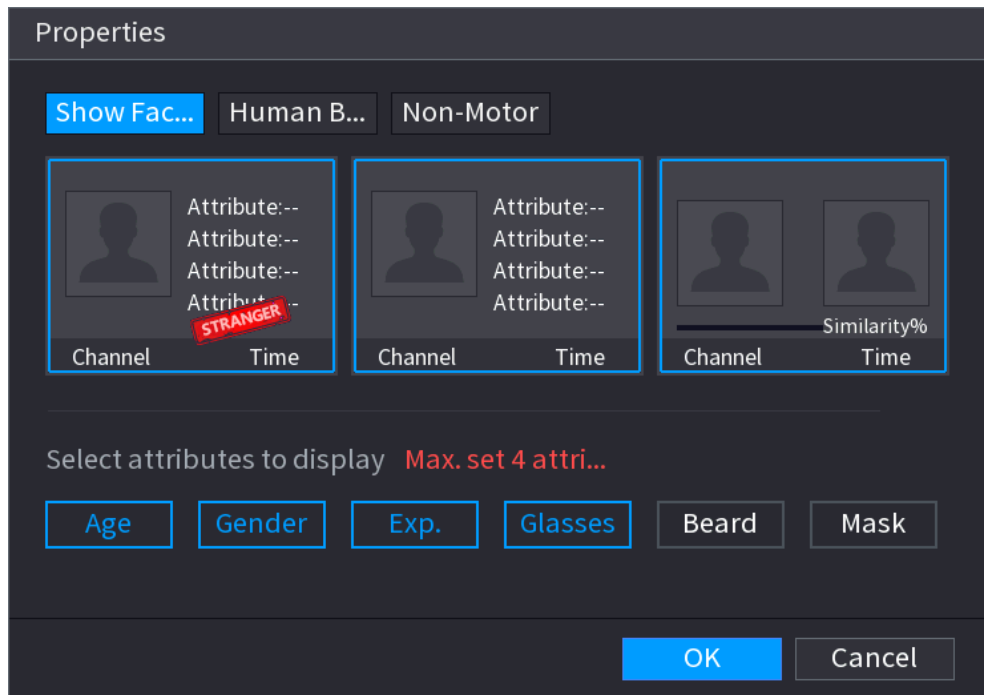 Properties
Show Fac... Human B... Non-Motor
Attribute:-- Attribute:--
Attribute:-- Attribute:--
Attribute:-- Attribute:--
Attribut -- Attribute:--
STRANGER
Similarity%
Channel Time Channel Time Channel Time
Select attributes to display Max. set 4 attri...
Age Gender Exp. Glasses Beard Mask
OK Cancel